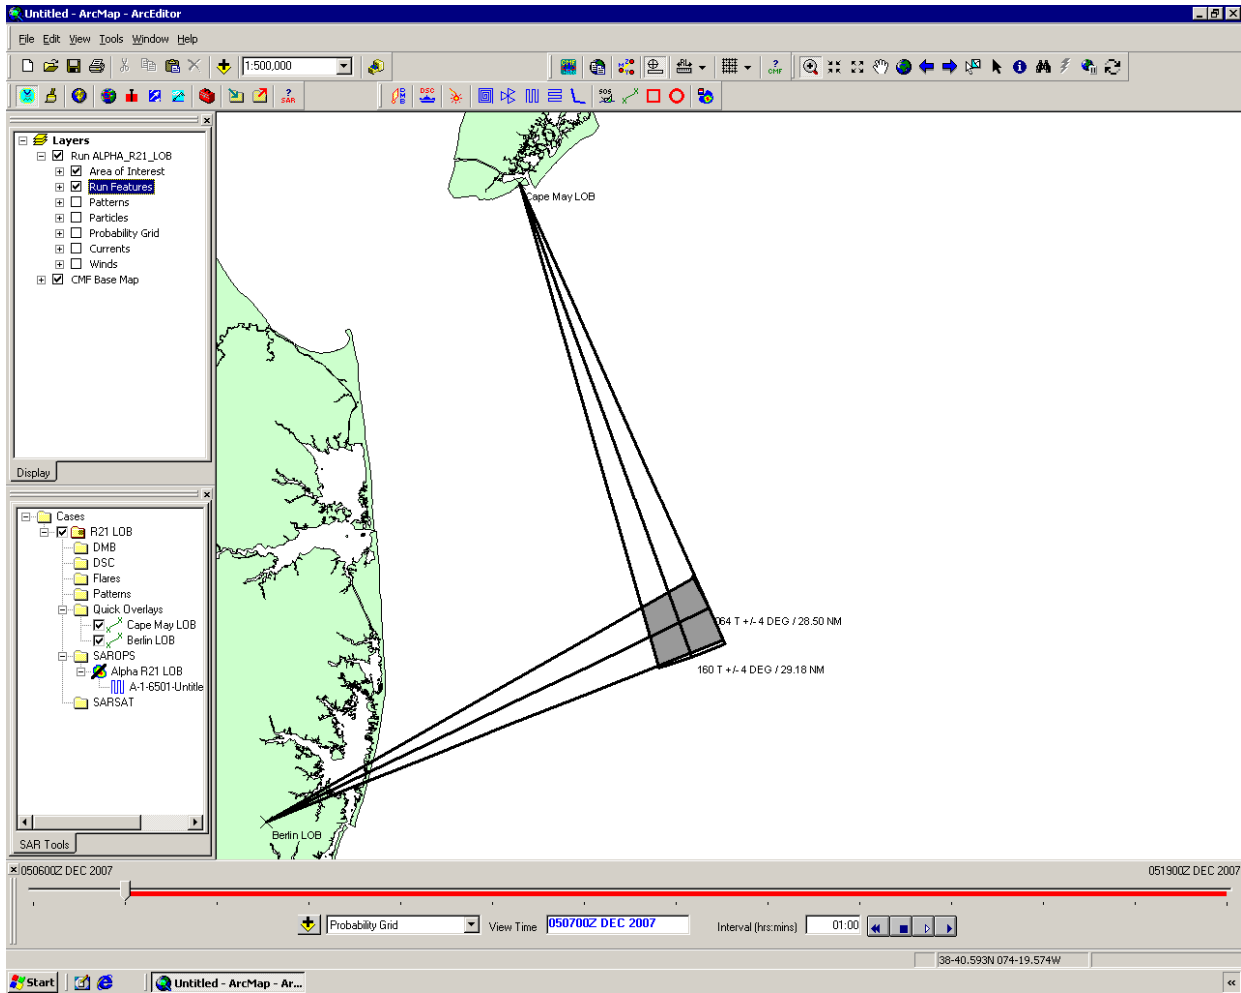 Untitled - ArcMap - ArcEditor
File Edit View Tools Window Help
1:500,000
? CMF
DMB
DSC
SOS
? SAR
Layers
Run ALPHA_R21_LOB
Area of Interest
Run Features
Patterns
Particles
Probability Grid
Currents
Winds
CMF Base Map
Display
Cases
R21 LOB
DMB
DSC
Flares
Patterns
Quick Overlays
Cape May LOB
Berlin LOB
SAROPS
Alpha R21 LOB
A-1-6501-Untitle
SARSAT
SAR Tools
Cape May LOB
064 T +/- 4 DEG / 28.50 NM
160 T +/- 4 DEG / 29.18 NM
Berlin LOB
050600Z DEC 2007
051900Z DEC 2007
Probability Grid
View Time
050700Z DEC 2007
Interval (hrs:mins)
01:00
38-40.593N 074-19.574W
Start
Untitled - ArcMap - Ar...